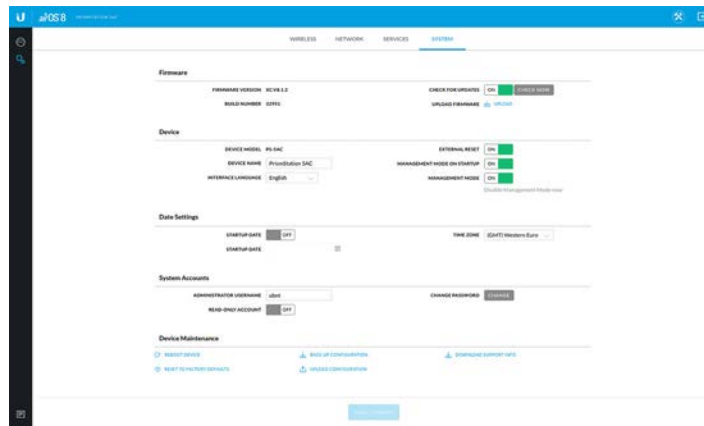 airOS 8
WIRELESS NETWORK SERVICES SYSTEM
Firmware
FIRMWARE VERSION XC.V8.1.2 CHECK FOR UPDATES ON CHECK NOW
BUILD NUMBER UPLOAD FIRMWARE UPLOAD
Device
DEVICE MODEL PS-5AC EXTERNAL RESET ON
DEVICE NAME PrismStation 5AC MANAGEMENT MODE ON STARTUP ON
INTERFACE LANGUAGE English MANAGEMENT MODE ON
Disable Management Mode now
Date Settings
STARTUP DATE OFF TIME ZONE (GMT) Western Euro
STARTUP DATE
System Accounts
ADMINISTRATOR USERNAME ubnt CHANGE PASSWORD CHANGE
READ-ONLY ACCOUNT OFF
Device Maintenance
REBOOT DEVICE BACK UP CONFIGURATION DOWNLOAD SUPPORT INFO
RESET TO FACTORY DEFAULTS UPLOAD CONFIGURATION